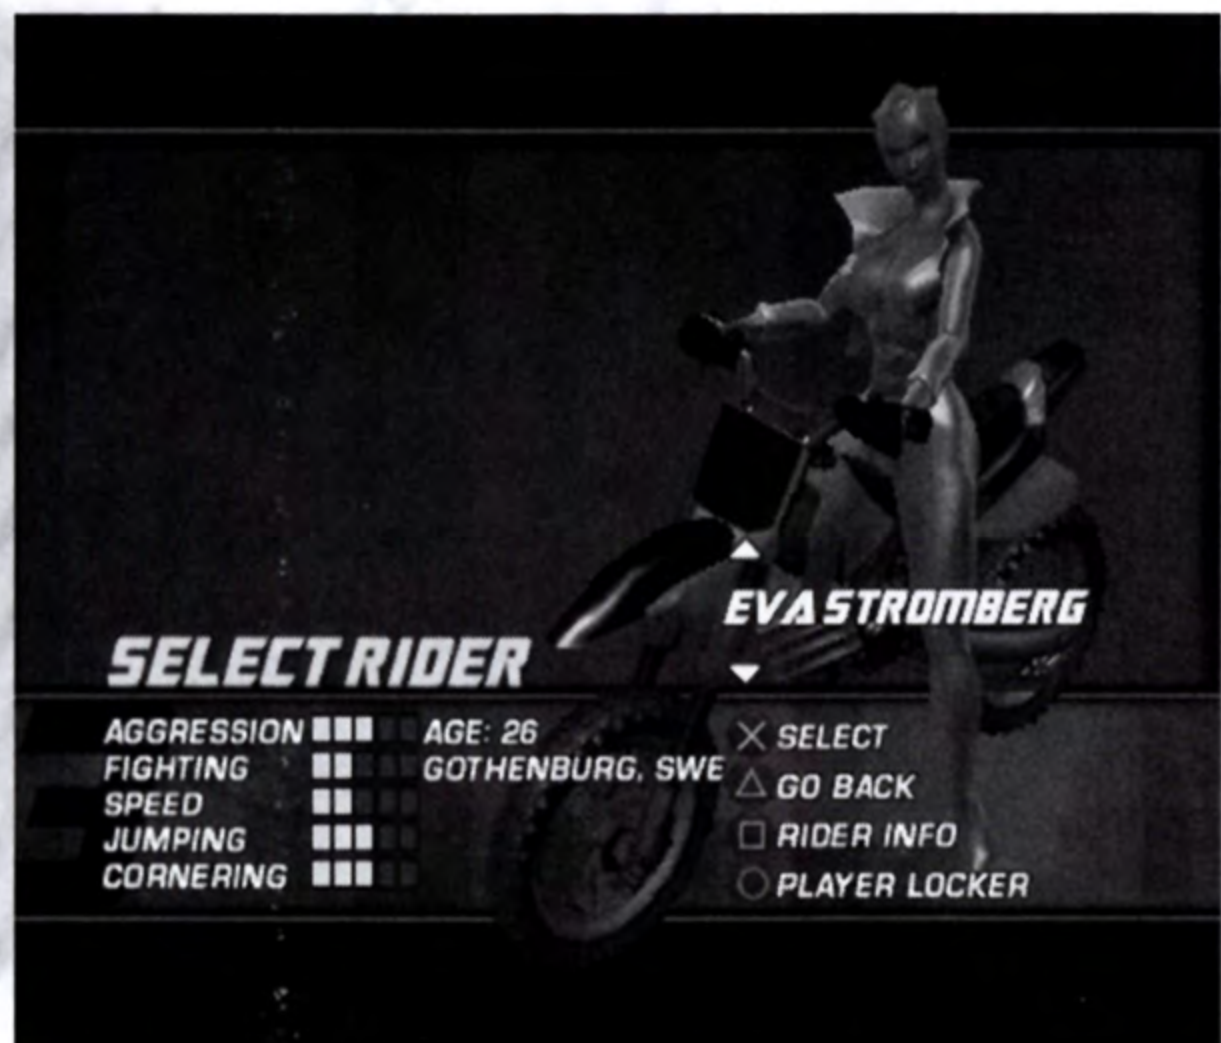 EVA STROMBERG
SELECT RIDER
AGGRESSION
FIGHTING
SPEED
JUMPING
CORNERING
AGE: 26
GOTHENBURG, SWE
SELECT
GO BACK
RIDER INFO
PLAYER LOCKER